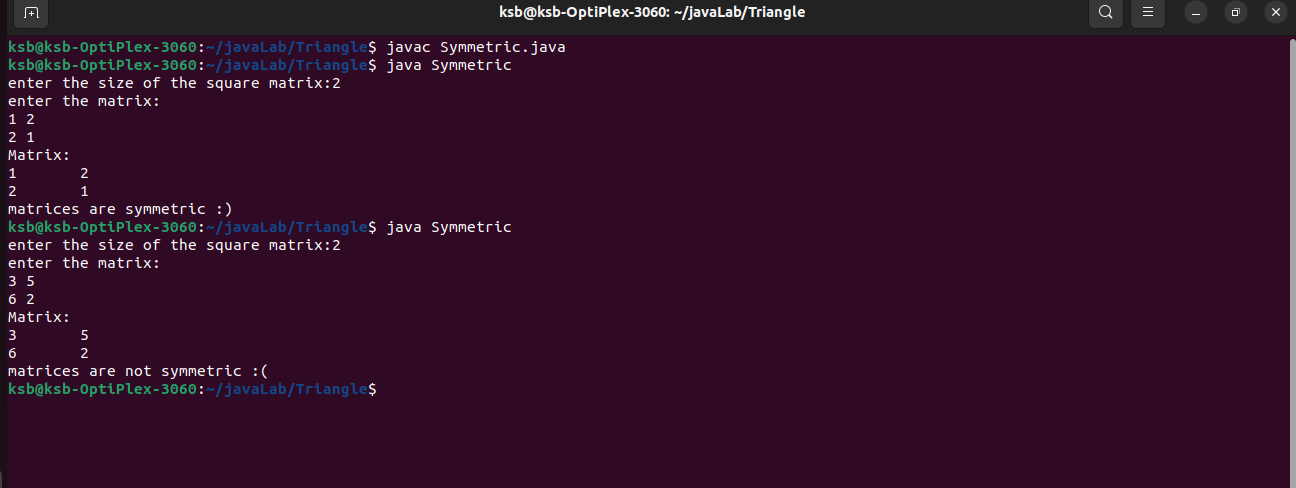 ksb@ksb-OptiPlex-3060: ~/javaLab/Triangle
ksb@ksb-OptiPlex-3060:~/javaLab/Triangle$ javac Symmetric.java
ksb@ksb-OptiPlex-3060:~/javaLab/Triangle$ java Symmetric
enter the size of the square matrix:2
enter the matrix:
1 2
2 1
Matrix:
1       2
2       1
matrices are symmetric :)
ksb@ksb-OptiPlex-3060:~/javaLab/Triangle$ java Symmetric
enter the size of the square matrix:2
enter the matrix:
3 5
6 2
Matrix:
3       5
6       2
matrices are not symmetric :(
ksb@ksb-OptiPlex-3060:~/javaLab/Triangle$